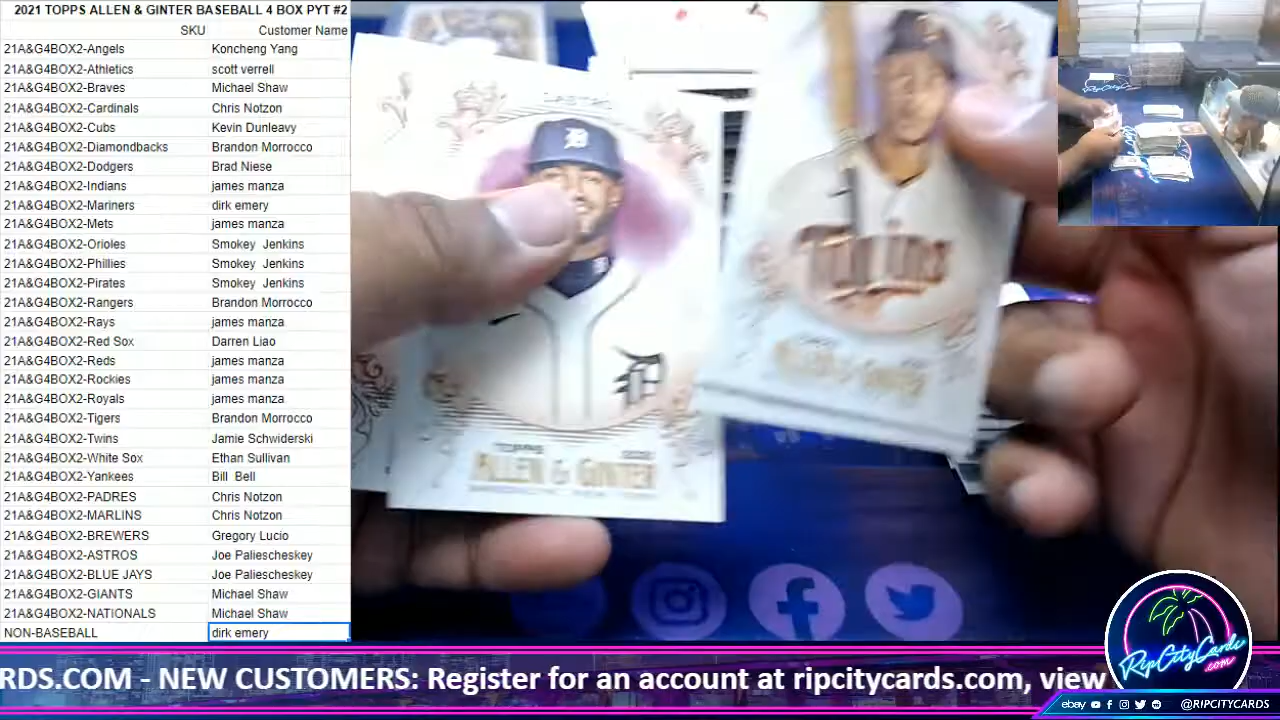 2021 TOPPS ALLEN & GINTER BASEBALL 4 BOX PYT #2
SKU Customer Name
21A&G4BOX2-Angels Koncheng Yang
21A&G4BOX2-Athletics scott verrell
21A&G4BOX2-Braves Michael Shaw
21A&G4BOX2-Cardinals Chris Notzon
21A&G4BOX2-Cubs Kevin Dunleavy
21A&G4BOX2-Diamondbacks Brandon Morrocco
21A&G4BOX2-Dodgers Brad Niese
21A&G4BOX2-Indians james manza
21A&G4BOX2-Mariners dirk emery
21A&G4BOX2-Mets james manza
21A&G4BOX2-Orioles Smokey Jenkins
21A&G4BOX2-Phillies Smokey Jenkins
21A&G4BOX2-Pirates Smokey Jenkins
21A&G4BOX2-Rangers Brandon Morrocco
21A&G4BOX2-Rays james manza
21A&G4BOX2-Red Sox Darren Liao
21A&G4BOX2-Reds james manza
21A&G4BOX2-Rockies james manza
21A&G4BOX2-Royals james manza
21A&G4BOX2-Tigers Brandon Morrocco
21A&G4BOX2-Twins Jamie Schwiderski
21A&G4BOX2-White Sox Ethan Sullivan
21A&G4BOX2-Yankees Bill Bell
21A&G4BOX2-PADRES Chris Notzon
21A&G4BOX2-MARLINS Chris Notzon
21A&G4BOX2-BREWERS Gregory Lucio
21A&G4BOX2-ASTROS Joe Paliescheskey
21A&G4BOX2-BLUE JAYS Joe Paliescheskey
21A&G4BOX2-GIANTS Michael Shaw
21A&G4BOX2-NATIONALS Michael Shaw
NON-BASEBALL dirk emery
D
D
TOPPS
ALLEN & GINTER
RDS.COM - NEW CUSTOMERS: Register for an account at ripcitycards.com, view
RipCityCards
.com
ebay @RIPCITYCARDS